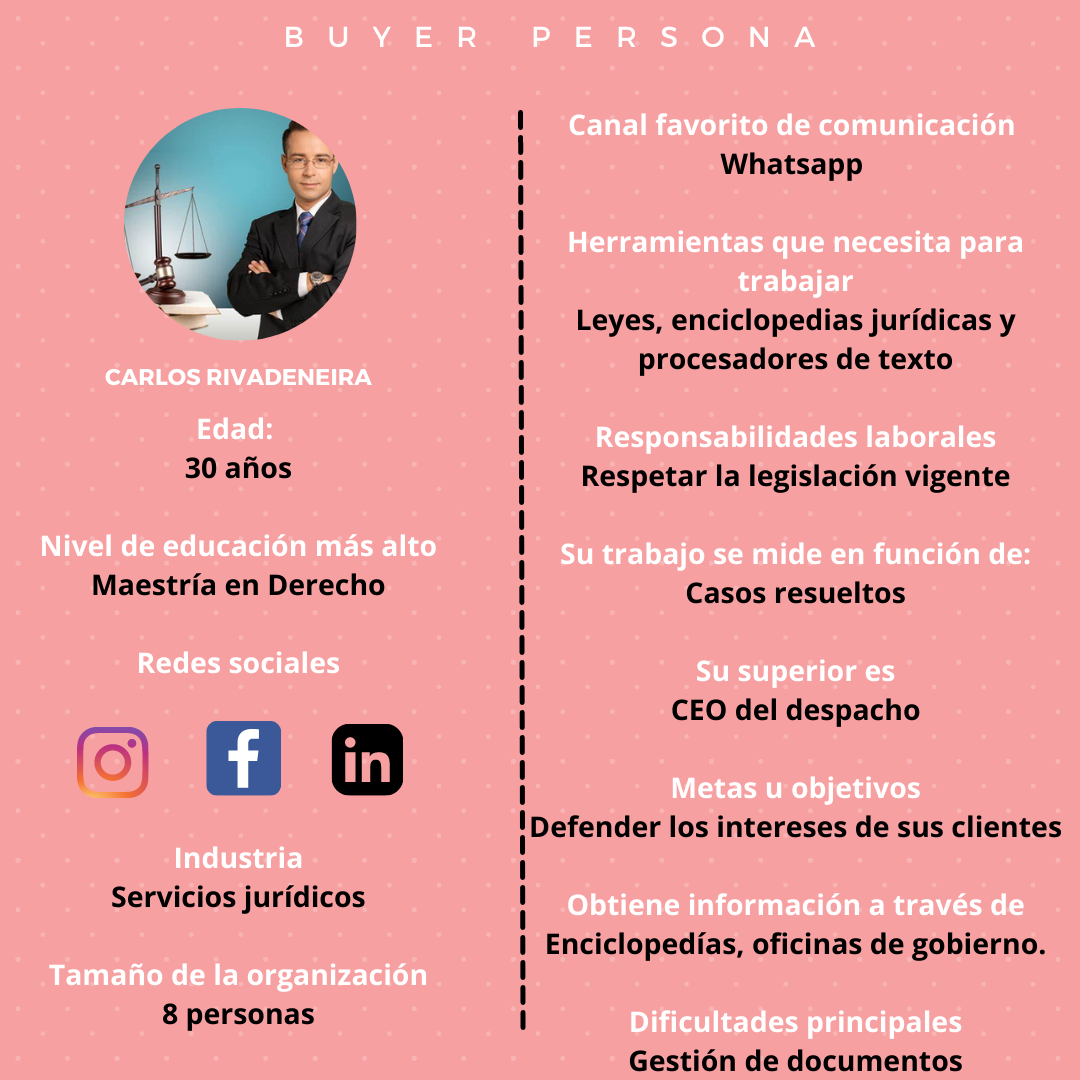 BUYER PERSONA
CARLOS RIVADENEIRA
Edad:
30 años
Nivel de educación más alto
Maestría en Derecho
Redes sociales
f
in
Industria
Servicios jurídicos
Tamaño de la organización
8 personas
Canal favorito de comunicación
Whatsapp
Herramientas que necesita para
trabajar
Leyes, enciclopedias jurídicas y
procesadores de texto
Responsabilidades laborales
Respetar la legislación vigente
Su trabajo se mide en función de:
Casos resueltos
Su superior es
CEO del despacho
Metas u objetivos
Defender los intereses de sus clientes
Obtiene información a través de
Enciclopedías, oficinas de gobierno.
Dificultades principales
Gestión de documentos